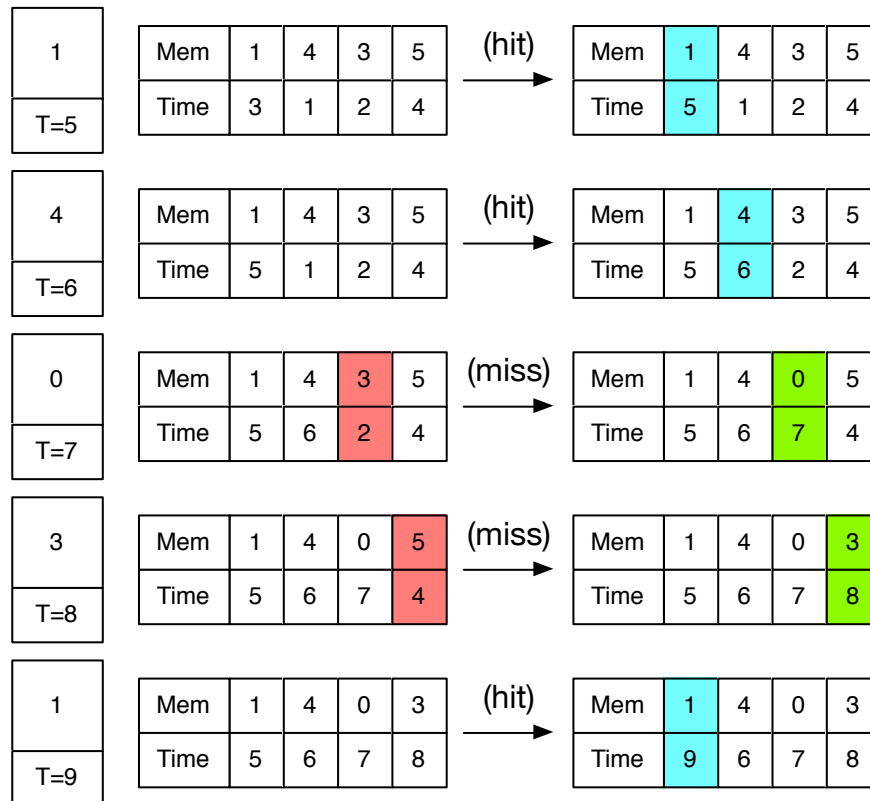 1 Mem 1 4 3 5 (hit) Mem 1 4 3 5
T=5 Time 3 1 2 4 Time 5 1 2 4
4 Mem 1 4 3 5 (hit) Mem 1 4 3 5
T=6 Time 5 1 2 4 Time 5 6 2 4
0 Mem 1 4 3 5 (miss) Mem 1 4 0 5
T=7 Time 5 6 2 4 Time 5 6 7 4
3 Mem 1 4 0 5 (miss) Mem 1 4 0 3
T=8 Time 5 6 7 4 Time 5 6 7 8
1 Mem 1 4 0 3 (hit) Mem 1 4 0 3
T=9 Time 5 6 7 8 Time 9 6 7 8